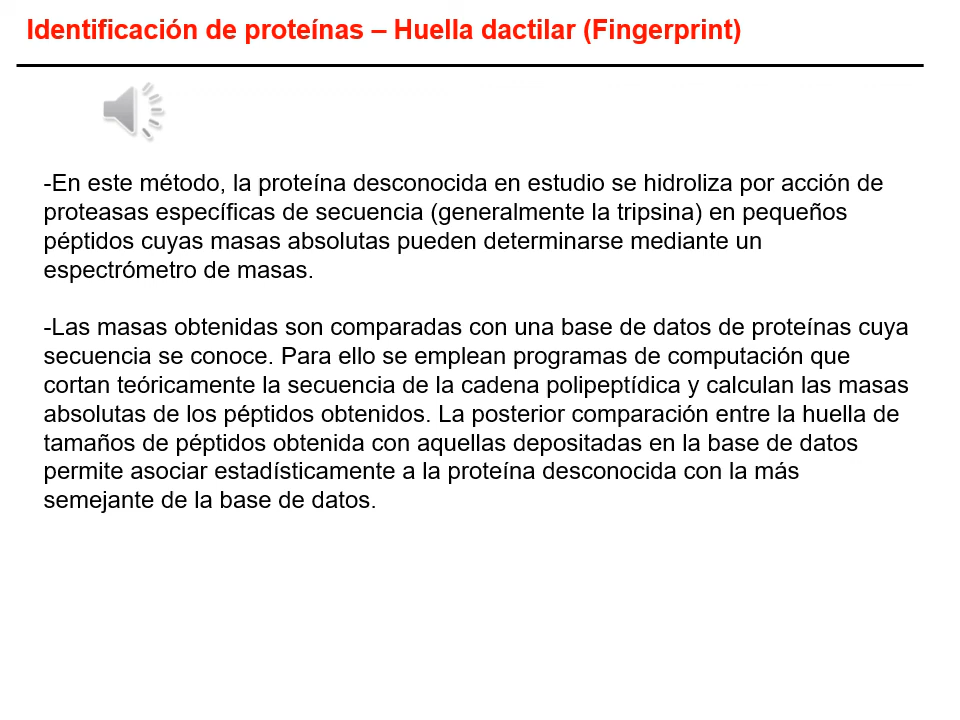 Identificación de proteínas – Huella dactilar (Fingerprint)
-En este método, la proteína desconocida en estudio se hidroliza por acción de
proteasas específicas de secuencia (generalmente la tripsina) en pequeños
péptidos cuyas masas absolutas pueden determinarse mediante un
espectrómetro de masas.
-Las masas obtenidas son comparadas con una base de datos de proteínas cuya
secuencia se conoce. Para ello se emplean programas de computación que
cortan teóricamente la secuencia de la cadena polipeptídica y calculan las masas
absolutas de los péptidos obtenidos. La posterior comparación entre la huella de
tamaños de péptidos obtenida con aquellas depositadas en la base de datos
permite asociar estadísticamente a la proteína desconocida con la más
semejante de la base de datos.